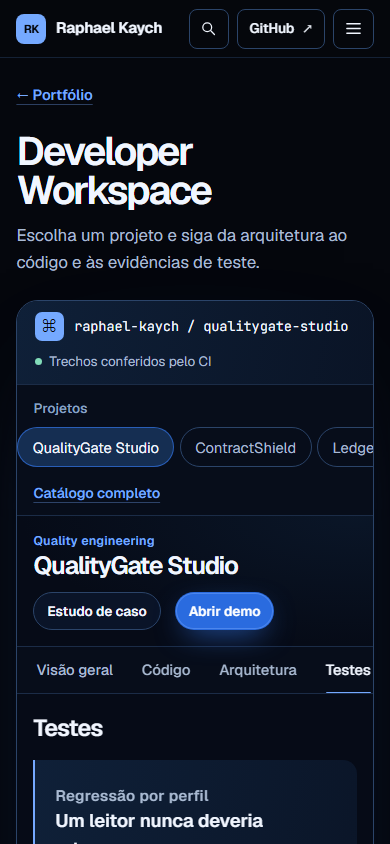 RK Raphael Kaych GitHub ↗
← Portfólio
Developer
Workspace
Escolha um projeto e siga da arquitetura ao
código e às evidências de teste.
⌘ raphael-kaych / qualitygate-studio
Trechos conferidos pelo CI
Projetos
QualityGate Studio ContractShield Ledge
Catálogo completo
Quality engineering
QualityGate Studio
Estudo de caso Abrir demo
Visão geral Código Arquitetura Testes
Testes
Regressão por perfil
Um leitor nunca deveria